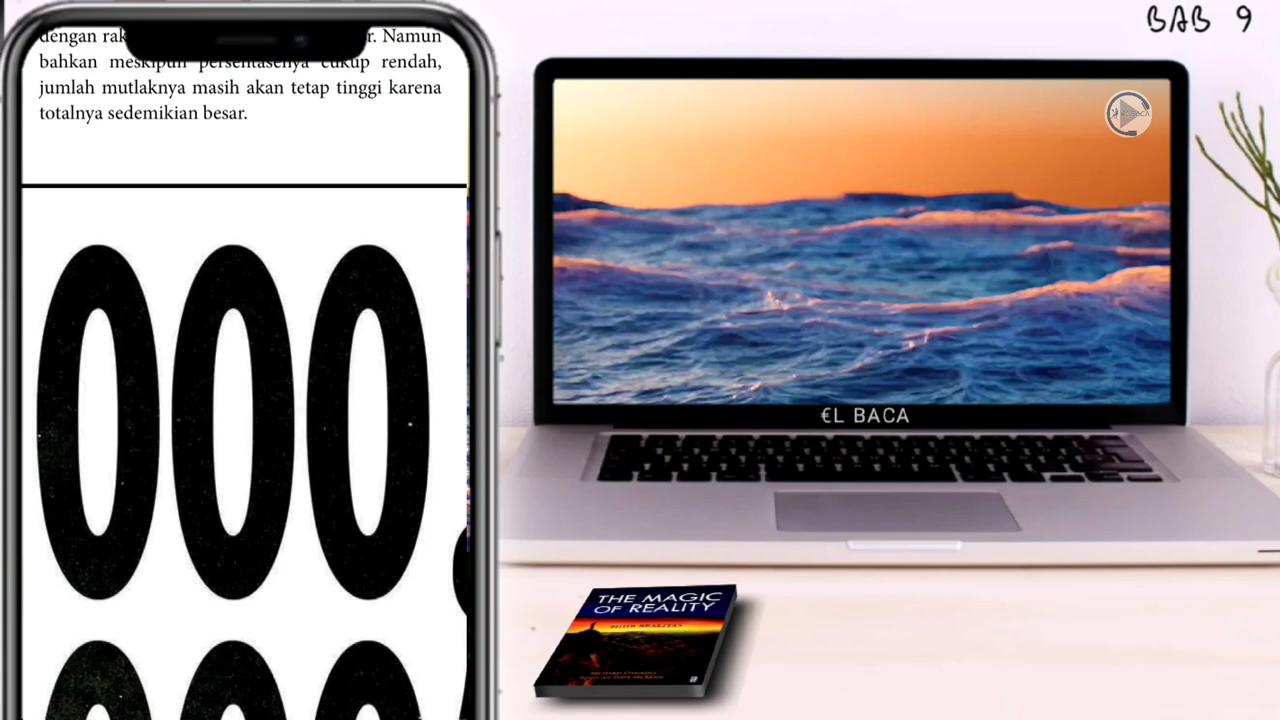 dengan rak r. Namun
bahkan meskipun persentasenya cukup rendah,
jumlah mutlaknya masih akan tetap tinggi karena
totalnya sedemikian besar.
000
000
BAB 9
€L BACA
THE MAGIC
OF REALITY